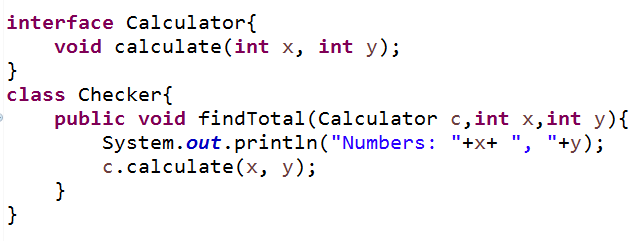 interface Calculator{
    void calculate(int x, int y);
}
class Checker{
    public void findTotal(Calculator c,int x,int y){
        System.out.println("Numbers: "+x+ ", "+y);
        c.calculate(x, y);
    }
}